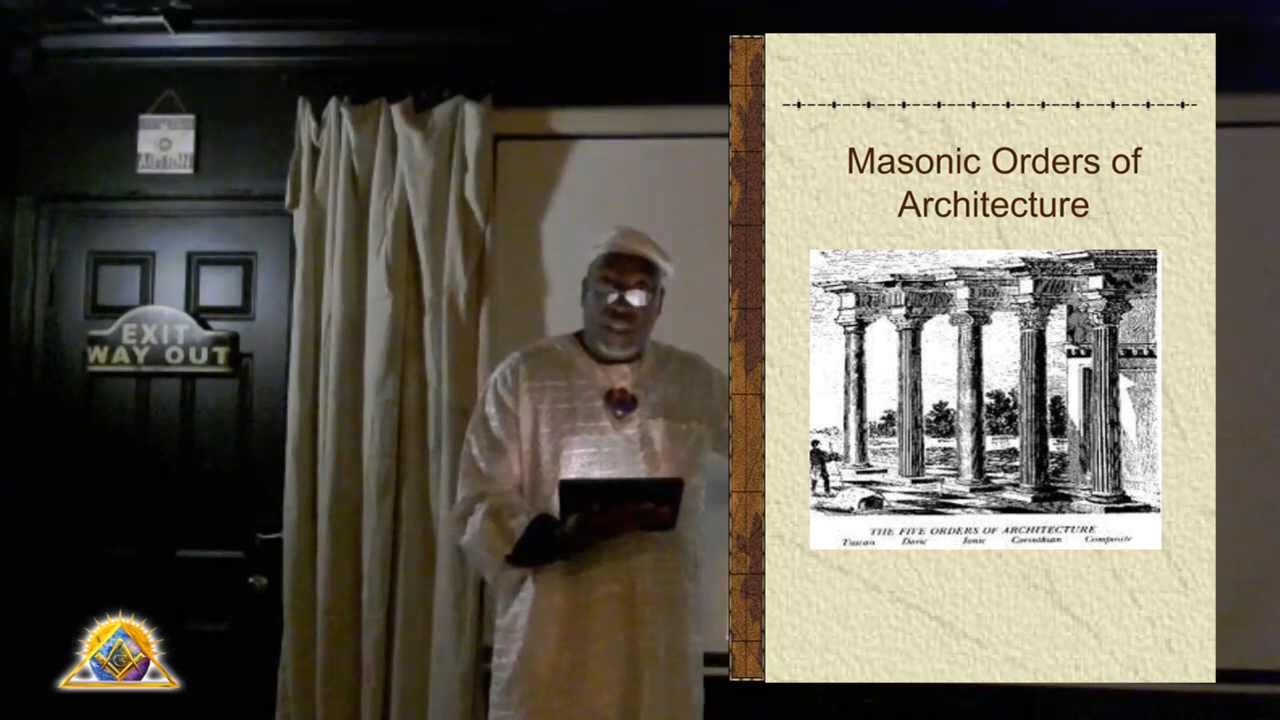 EXIT
WAY OUT
Masonic Orders of
Architecture
THE FIVE ORDERS OF ARCHITECTURE
Tuscan Doric Ionic Corinthian Composite
G